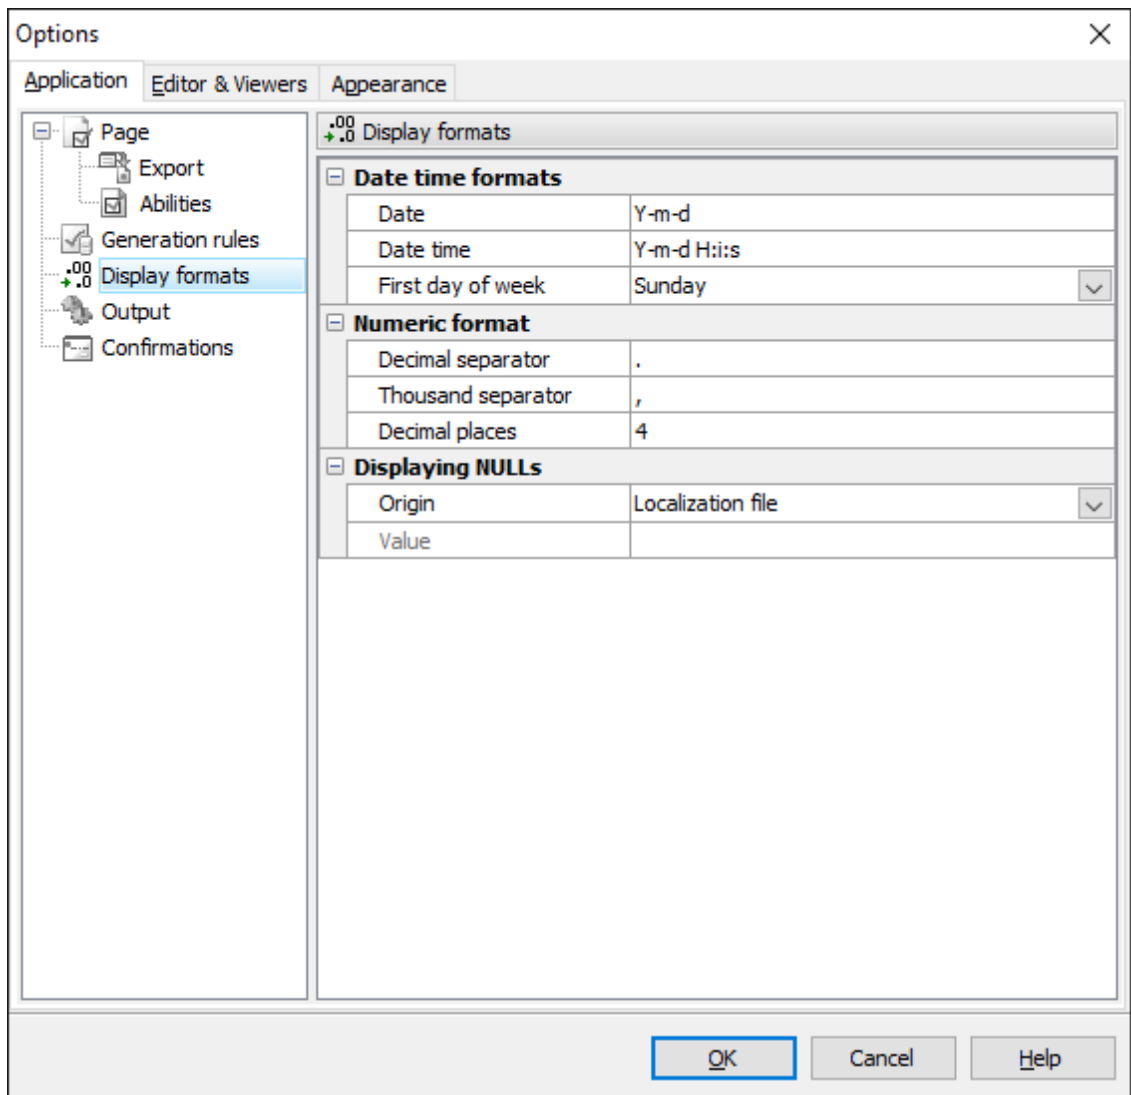 Options
Application Editor & Viewers Appearance
Page
Export
Abilities
Generation rules
Display formats
Output
Confirmations
Display formats
Date time formats
Date Y-m-d
Date time Y-m-d H:i:s
First day of week Sunday
Numeric format
Decimal separator .
Thousand separator ,
Decimal places 4
Displaying NULLs
Origin Localization file
Value
OK Cancel Help